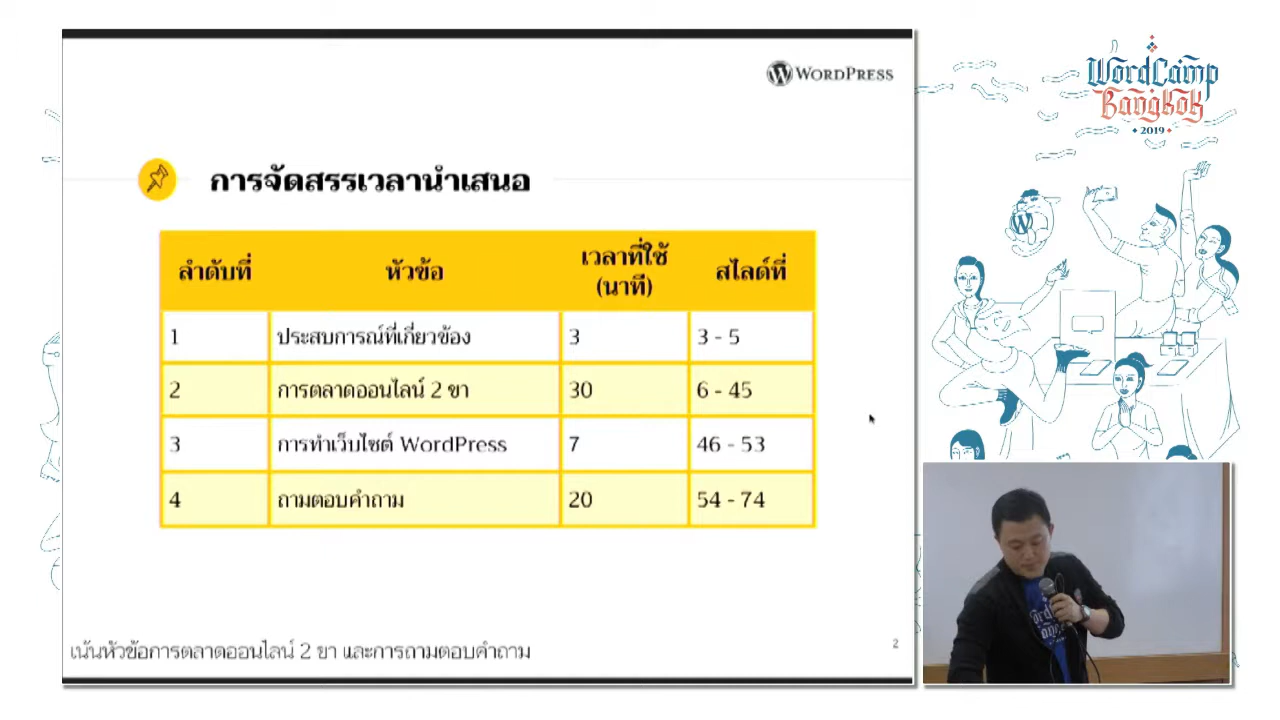 WORDPRESS
WordCamp
Bangkok
2019
การจัดสรรเวลานำเสนอ
ลำดับที่ หัวข้อ เวลาที่ใช้ (นาที) สไลด์ที่
1 ประสบการณ์ที่เกี่ยวข้อง 3 3 - 5
2 การตลาดออนไลน์ 2 ขา 30 6 - 45
3 การทำเว็บไซต์ WordPress 7 46 - 53
4 ถามตอบคำถาม 20 54 - 74
เน้นหัวข้อการตลาดออนไลน์ 2 ขา และการถามตอบคำถาม
2